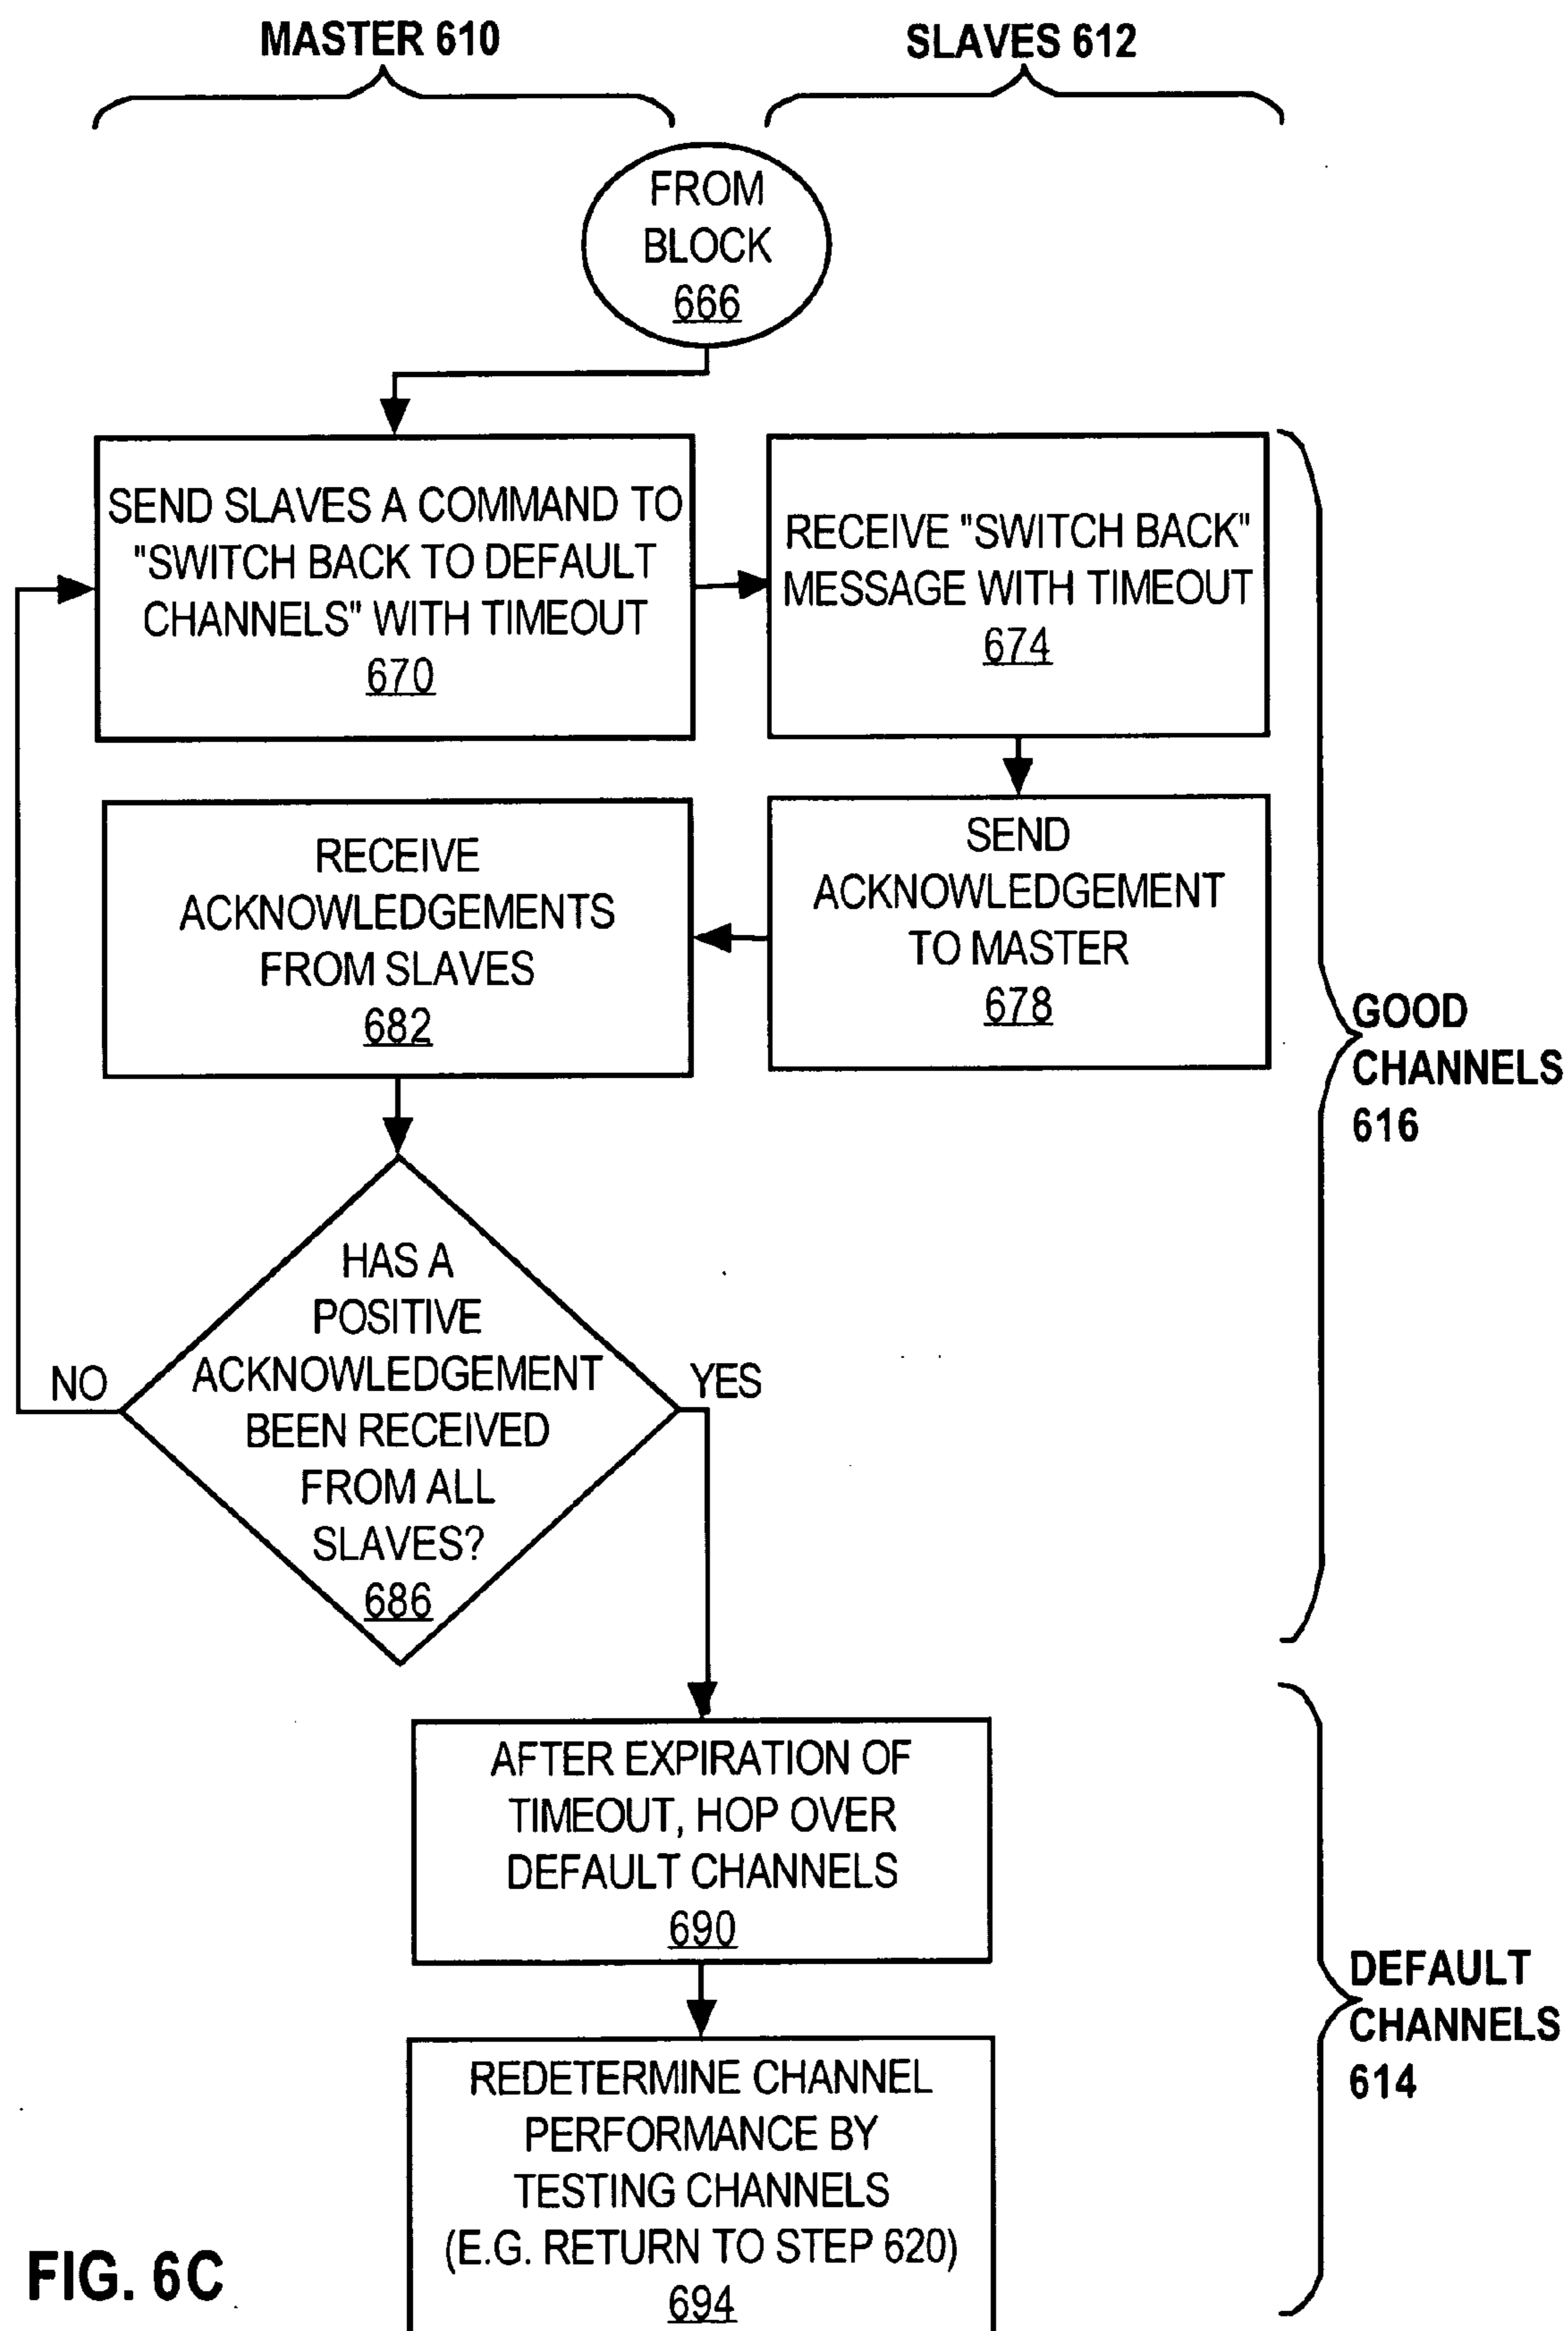 MASTER 610
SLAVES 612
FROM
BLOCK
666
SEND SLAVES A COMMAND TO
"SWITCH BACK TO DEFAULT
CHANNELS" WITH TIMEOUT
670
RECEIVE "SWITCH BACK"
MESSAGE WITH TIMEOUT
674
SEND
ACKNOWLEDGEMENT
TO MASTER
678
RECEIVE
ACKNOWLEDGEMENTS
FROM SLAVES
682
GOOD
CHANNELS
616
HAS A
POSITIVE
ACKNOWLEDGEMENT
BEEN RECEIVED
FROM ALL
SLAVES?
686
NO
YES
AFTER EXPIRATION OF
TIMEOUT, HOP OVER
DEFAULT CHANNELS
690
DEFAULT
CHANNELS
614
REDETERMINE CHANNEL
PERFORMANCE BY
TESTING CHANNELS
(E.G. RETURN TO STEP 620)
694
FIG. 6C